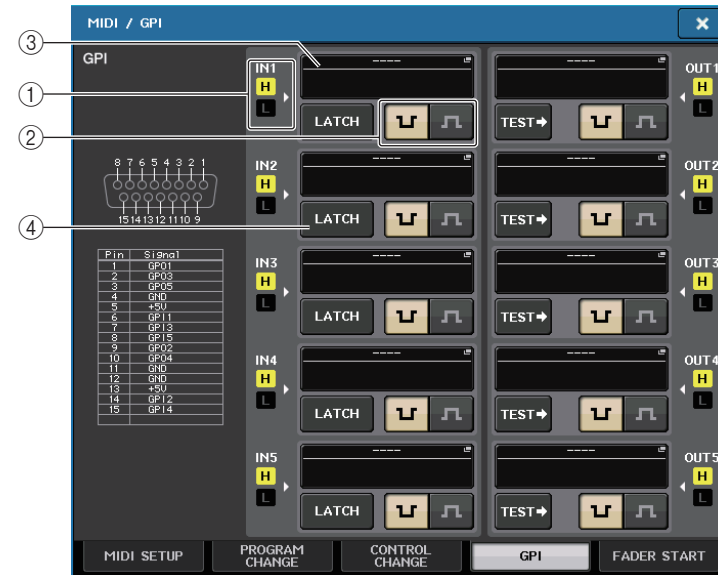 MIDI / GPI
×
GPI
8 7 6 5 4 3 2 1
15 14 13 12 11 10 9
Pin Signal
1 GPO1
2 GPO3
3 GPO5
4 GND
5 +5V
6 GPI1
7 GPI3
8 GPI5
9 GPO2
10 GPO4
11 GND
12 GND
13 +5V
14 GPI2
15 GPI4
③
①
②
④
IN1
H
L
----
LATCH
----
TEST
OUT1
H
L
IN2
H
L
----
LATCH
----
TEST
OUT2
H
L
IN3
H
L
----
LATCH
----
TEST
OUT3
H
L
IN4
H
L
----
LATCH
----
TEST
OUT4
H
L
IN5
H
L
----
LATCH
----
TEST
OUT5
H
L
MIDI SETUP
PROGRAM
CHANGE
CONTROL
CHANGE
GPI
FADER START